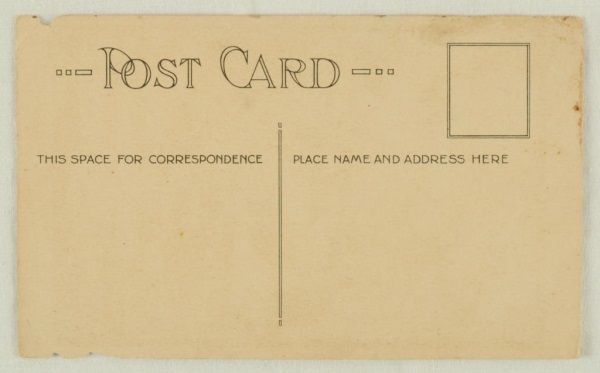 POST CARD
THIS SPACE FOR CORRESPONDENCE
PLACE NAME AND ADDRESS HERE